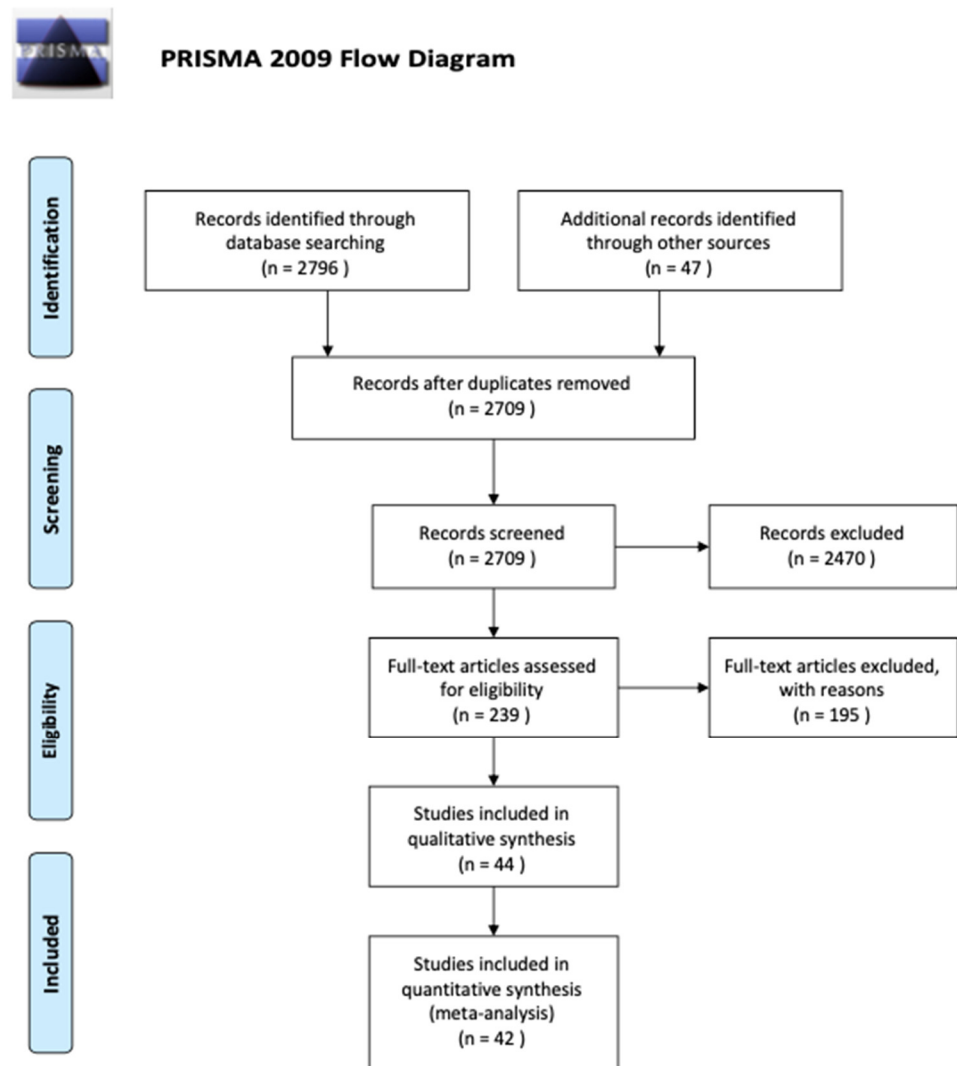 PRISMA
PRISMA 2009 Flow Diagram
Identification
Records identified through
database searching
(n = 2796 )
Additional records identified
through other sources
(n = 47 )
Records after duplicates removed
(n = 2709 )
Screening
Records screened
(n = 2709 )
Records excluded
(n = 2470 )
Eligibility
Full-text articles assessed
for eligibility
(n = 239 )
Full-text articles excluded,
with reasons
(n = 195 )
Studies included in
qualitative synthesis
(n = 44 )
Included
Studies included in
quantitative synthesis
(meta-analysis)
(n = 42 )